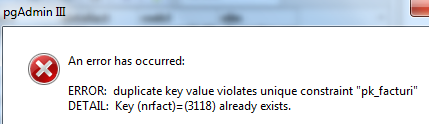 pgAdmin III
An error has occurred:
ERROR:  duplicate key value violates unique constraint "pk_facturi"
DETAIL:  Key (nrfact)=(3118) already exists.